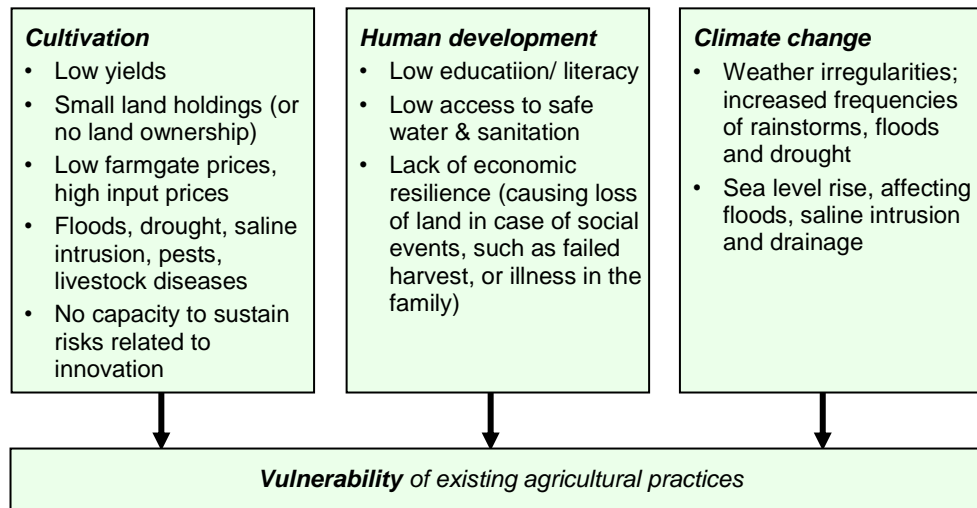 Cultivation
• Low yields
• Small land holdings (or
no land ownership)
• Low farmgate prices,
high input prices
• Floods, drought, saline
intrusion, pests,
livestock diseases
• No capacity to sustain
risks related to
innovation
Human development
• Low educatiion/ literacy
• Low access to safe
water & sanitation
• Lack of economic
resilience (causing loss
of land in case of social
events, such as failed
harvest, or illness in the
family)
Climate change
• Weather irregularities;
increased frequencies
of rainstorms, floods
and drought
• Sea level rise, affecting
floods, saline intrusion
and drainage
Vulnerability of existing agricultural practices